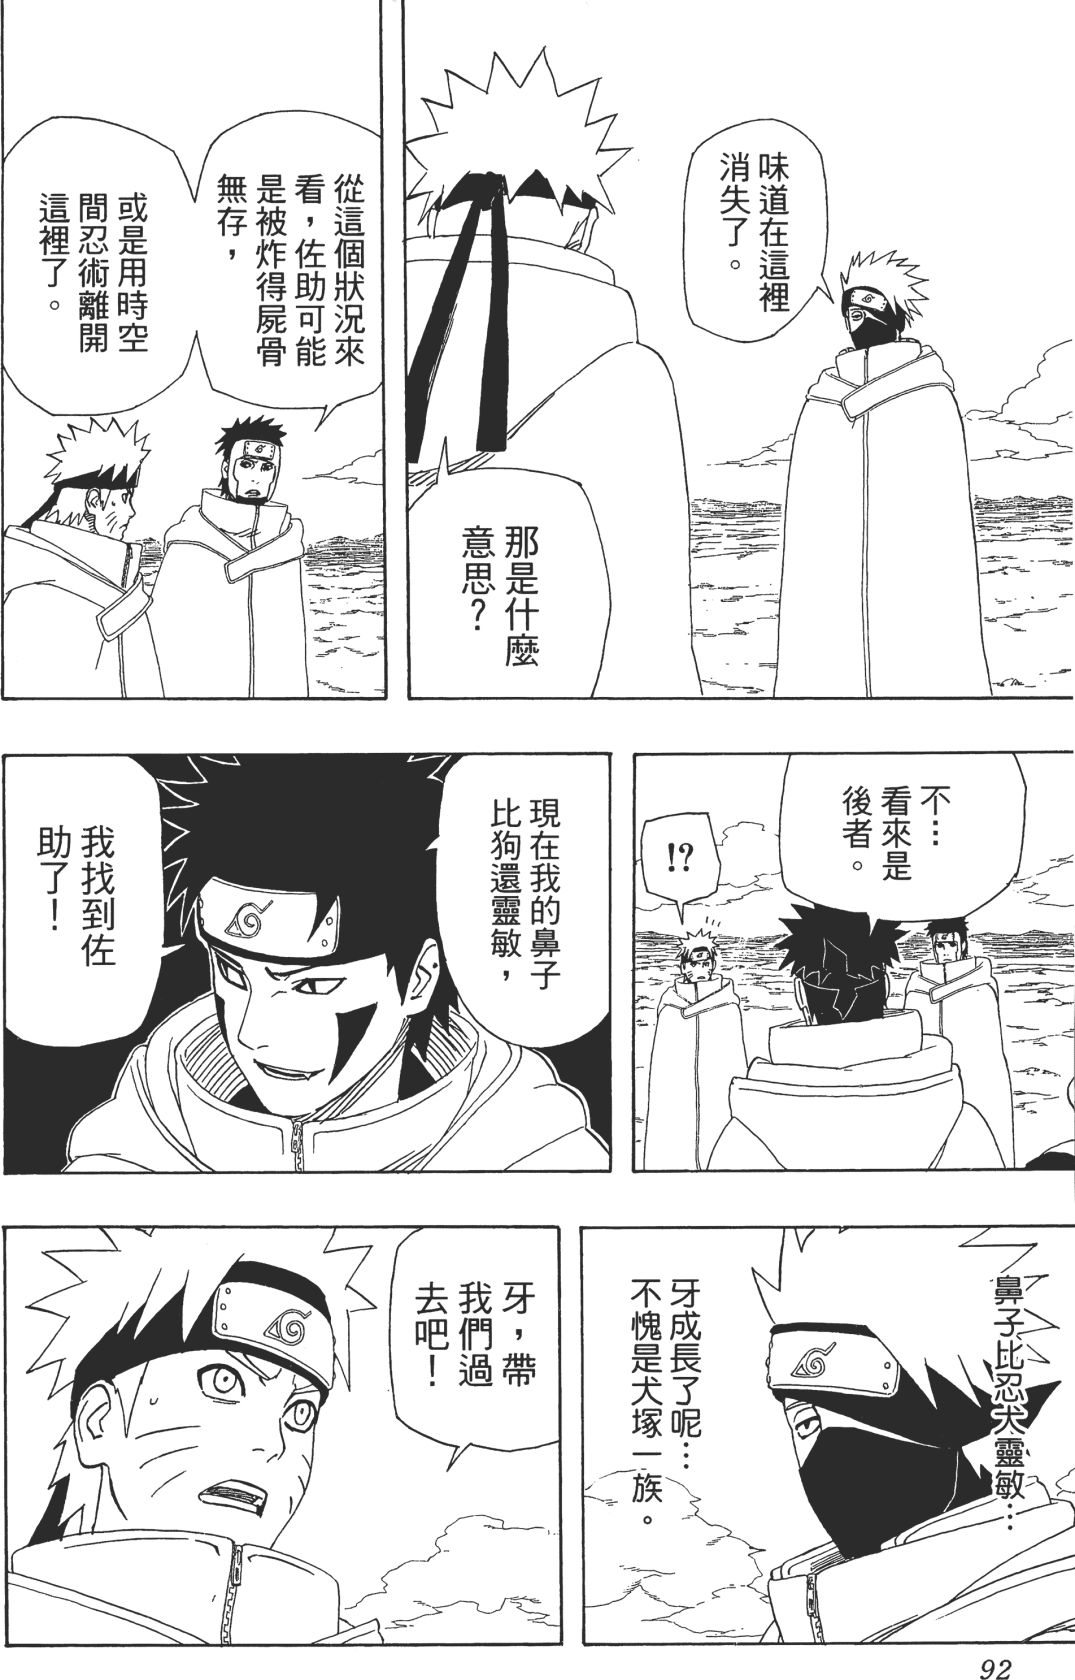 味道在這裡
消失了。
那是什麼
意思？
從這個狀況來
看，佐助可能
是被炸得屍骨
無存，
或是用時空
間忍術離開
這裡了。
不…
看來是
後者。
!?
現在我的鼻子
比狗還靈敏，
我找到佐
助了！
鼻子比忍犬靈敏…
牙成長了呢…
不愧是犬塚一族。
牙，帶
我們過
去吧！
92